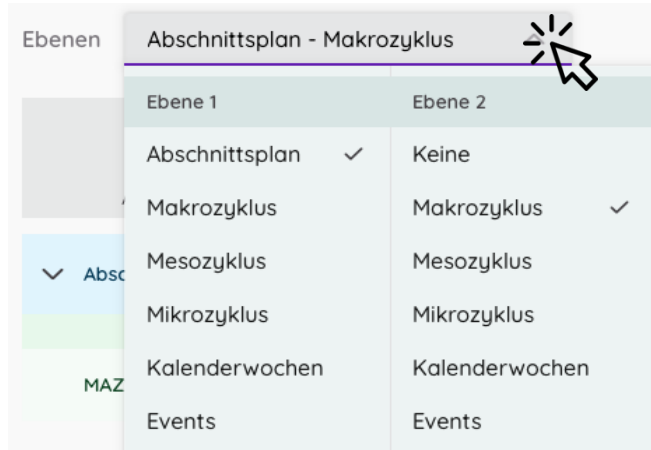 Ebenen
Abschnittsplan - Makrozyklus
Ebene 1
Ebene 2
Abschnittsplan
Keine
Makrozyklus
Makrozyklus
Mesozyklus
Mesozyklus
Mikrozyklus
Mikrozyklus
Kalenderwochen
Kalenderwochen
Events
Events
MAZ